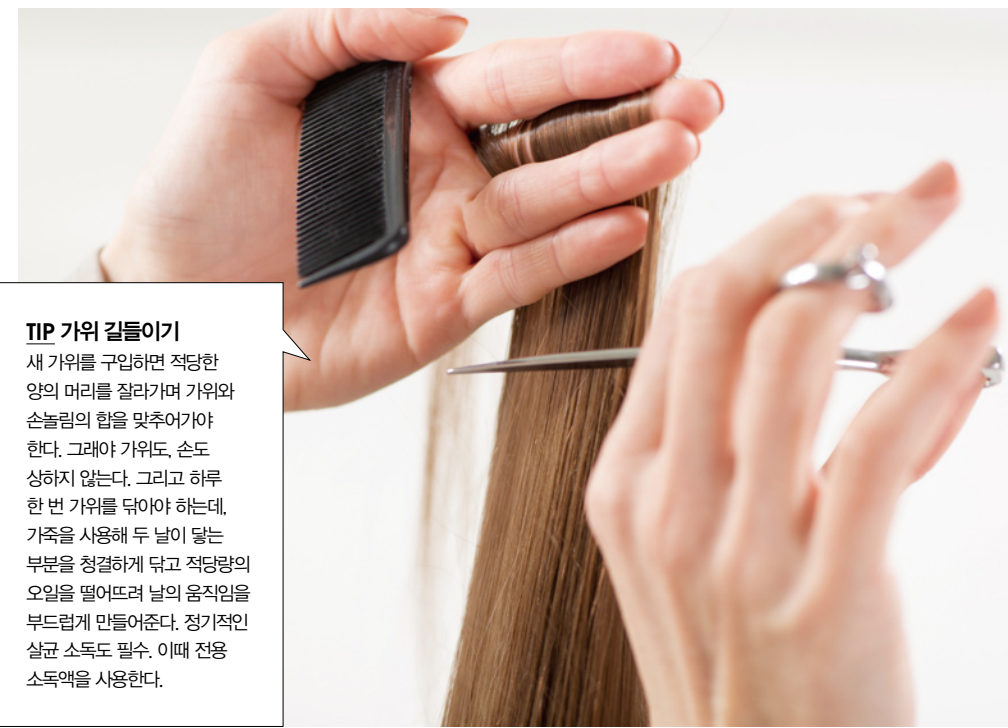 TIP 가위 길들이기
새 가위를 구입하면 적당한
양의 머리를 잘라가며 가위와
손놀림의 합을 맞추어가야
한다. 그래야 가위도, 손도
상하지 않는다. 그리고 하루
한 번 가위를 닦아야 하는데,
가죽을 사용해 두 날이 닿는
부분을 청결하게 닦고 적당량의
오일을 떨어뜨려 날의 움직임을
부드럽게 만들어준다. 정기적인
살균 소독도 필수. 이때 전용
소독액을 사용한다.